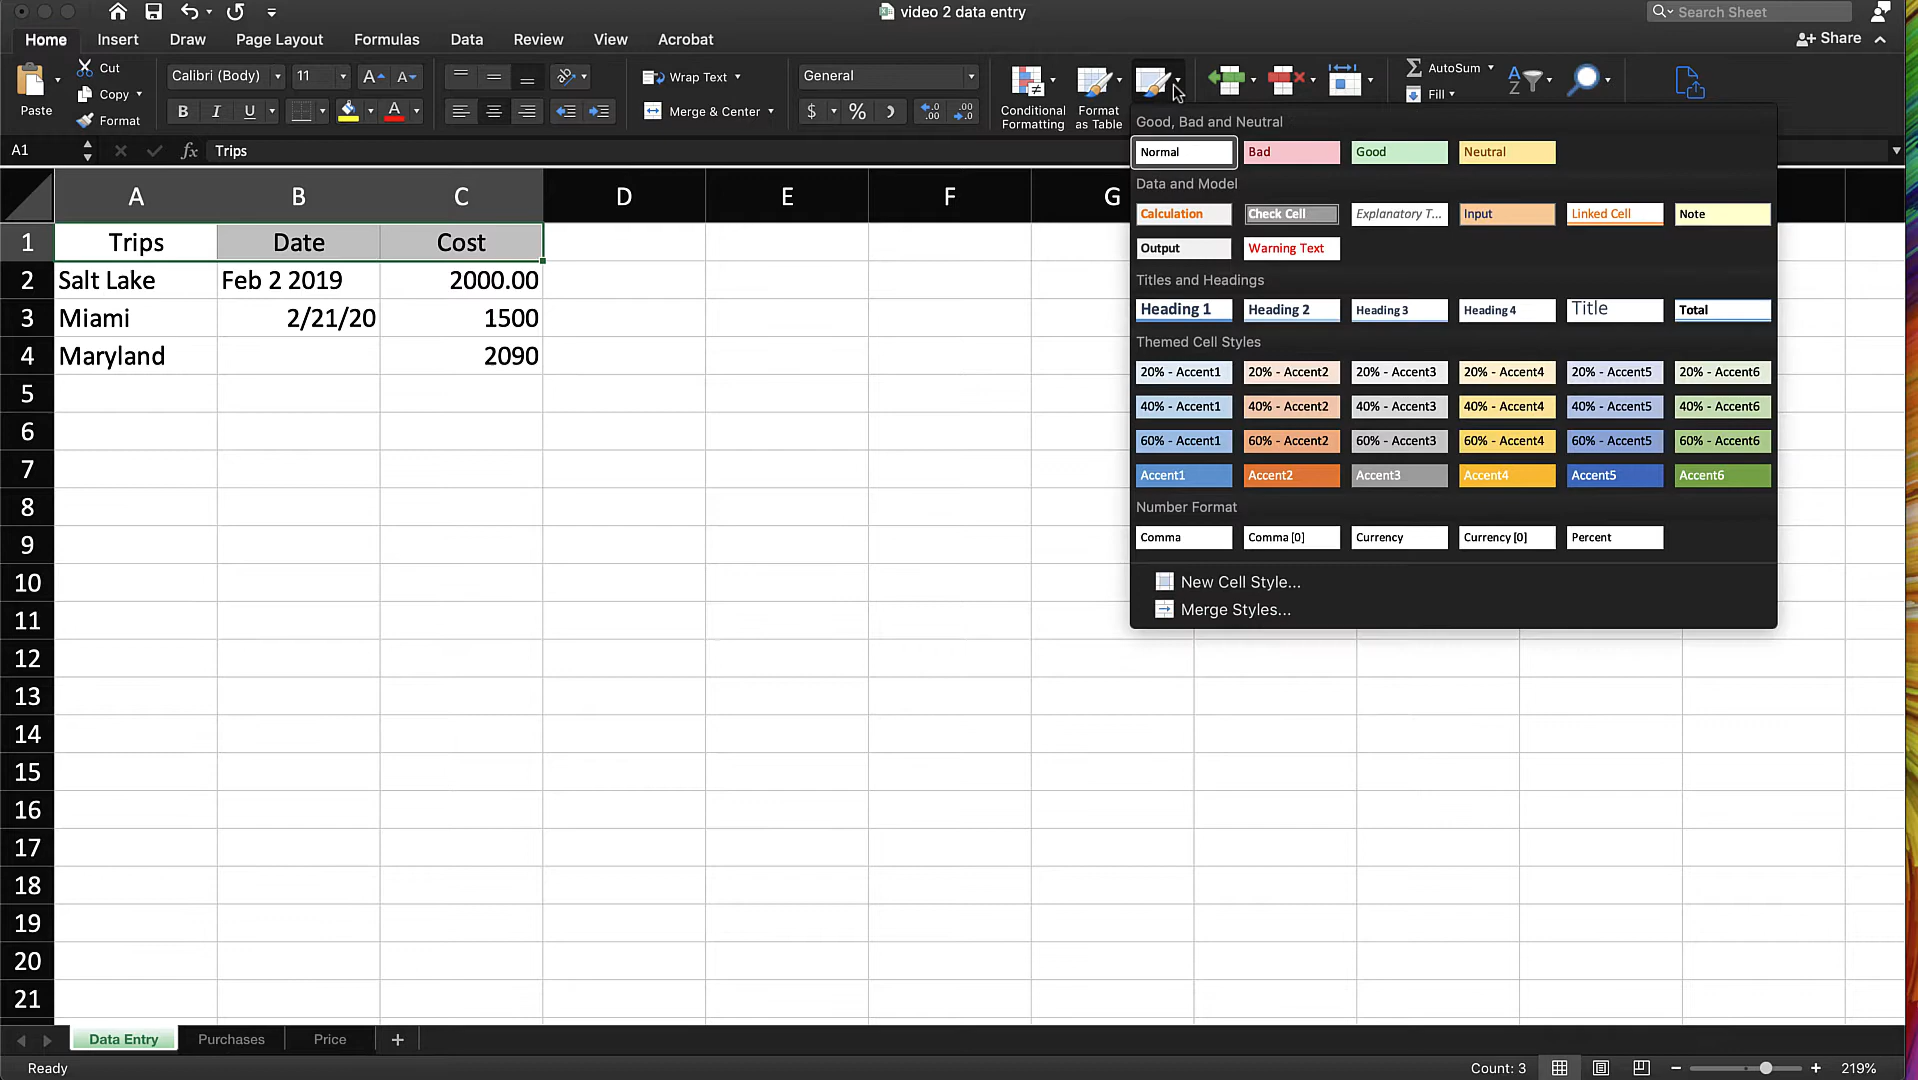 video 2 data entry
Search Sheet
Home Insert Draw Page Layout Formulas Data Review View Acrobat
Share
Paste
Cut
Copy
Format
Calibri (Body) 11
B I U A
Wrap Text
Merge & Center
General
$ %
Conditional Formatting
Format as Table
AutoSum
Fill
A1 fx Trips
A B C D E F G
1 Trips Date Cost
2 Salt Lake Feb 2 2019 2000.00
3 Miami 2/21/20 1500
4 Maryland 2090
5
6
7
8
9
10
11
12
13
14
15
16
17
18
19
20
21
Good, Bad and Neutral
Normal Bad Good Neutral
Data and Model
Calculation Check Cell Explanatory T... Input Linked Cell Note
Output Warning Text
Titles and Headings
Heading 1 Heading 2 Heading 3 Heading 4 Title Total
Themed Cell Styles
20% - Accent1 20% - Accent2 20% - Accent3 20% - Accent4 20% - Accent5 20% - Accent6
40% - Accent1 40% - Accent2 40% - Accent3 40% - Accent4 40% - Accent5 40% - Accent6
60% - Accent1 60% - Accent2 60% - Accent3 60% - Accent4 60% - Accent5 60% - Accent6
Accent1 Accent2 Accent3 Accent4 Accent5 Accent6
Number Format
Comma Comma [0] Currency Currency [0] Percent
New Cell Style...
Merge Styles...
Data Entry Purchases Price +
Ready Count: 3 219%